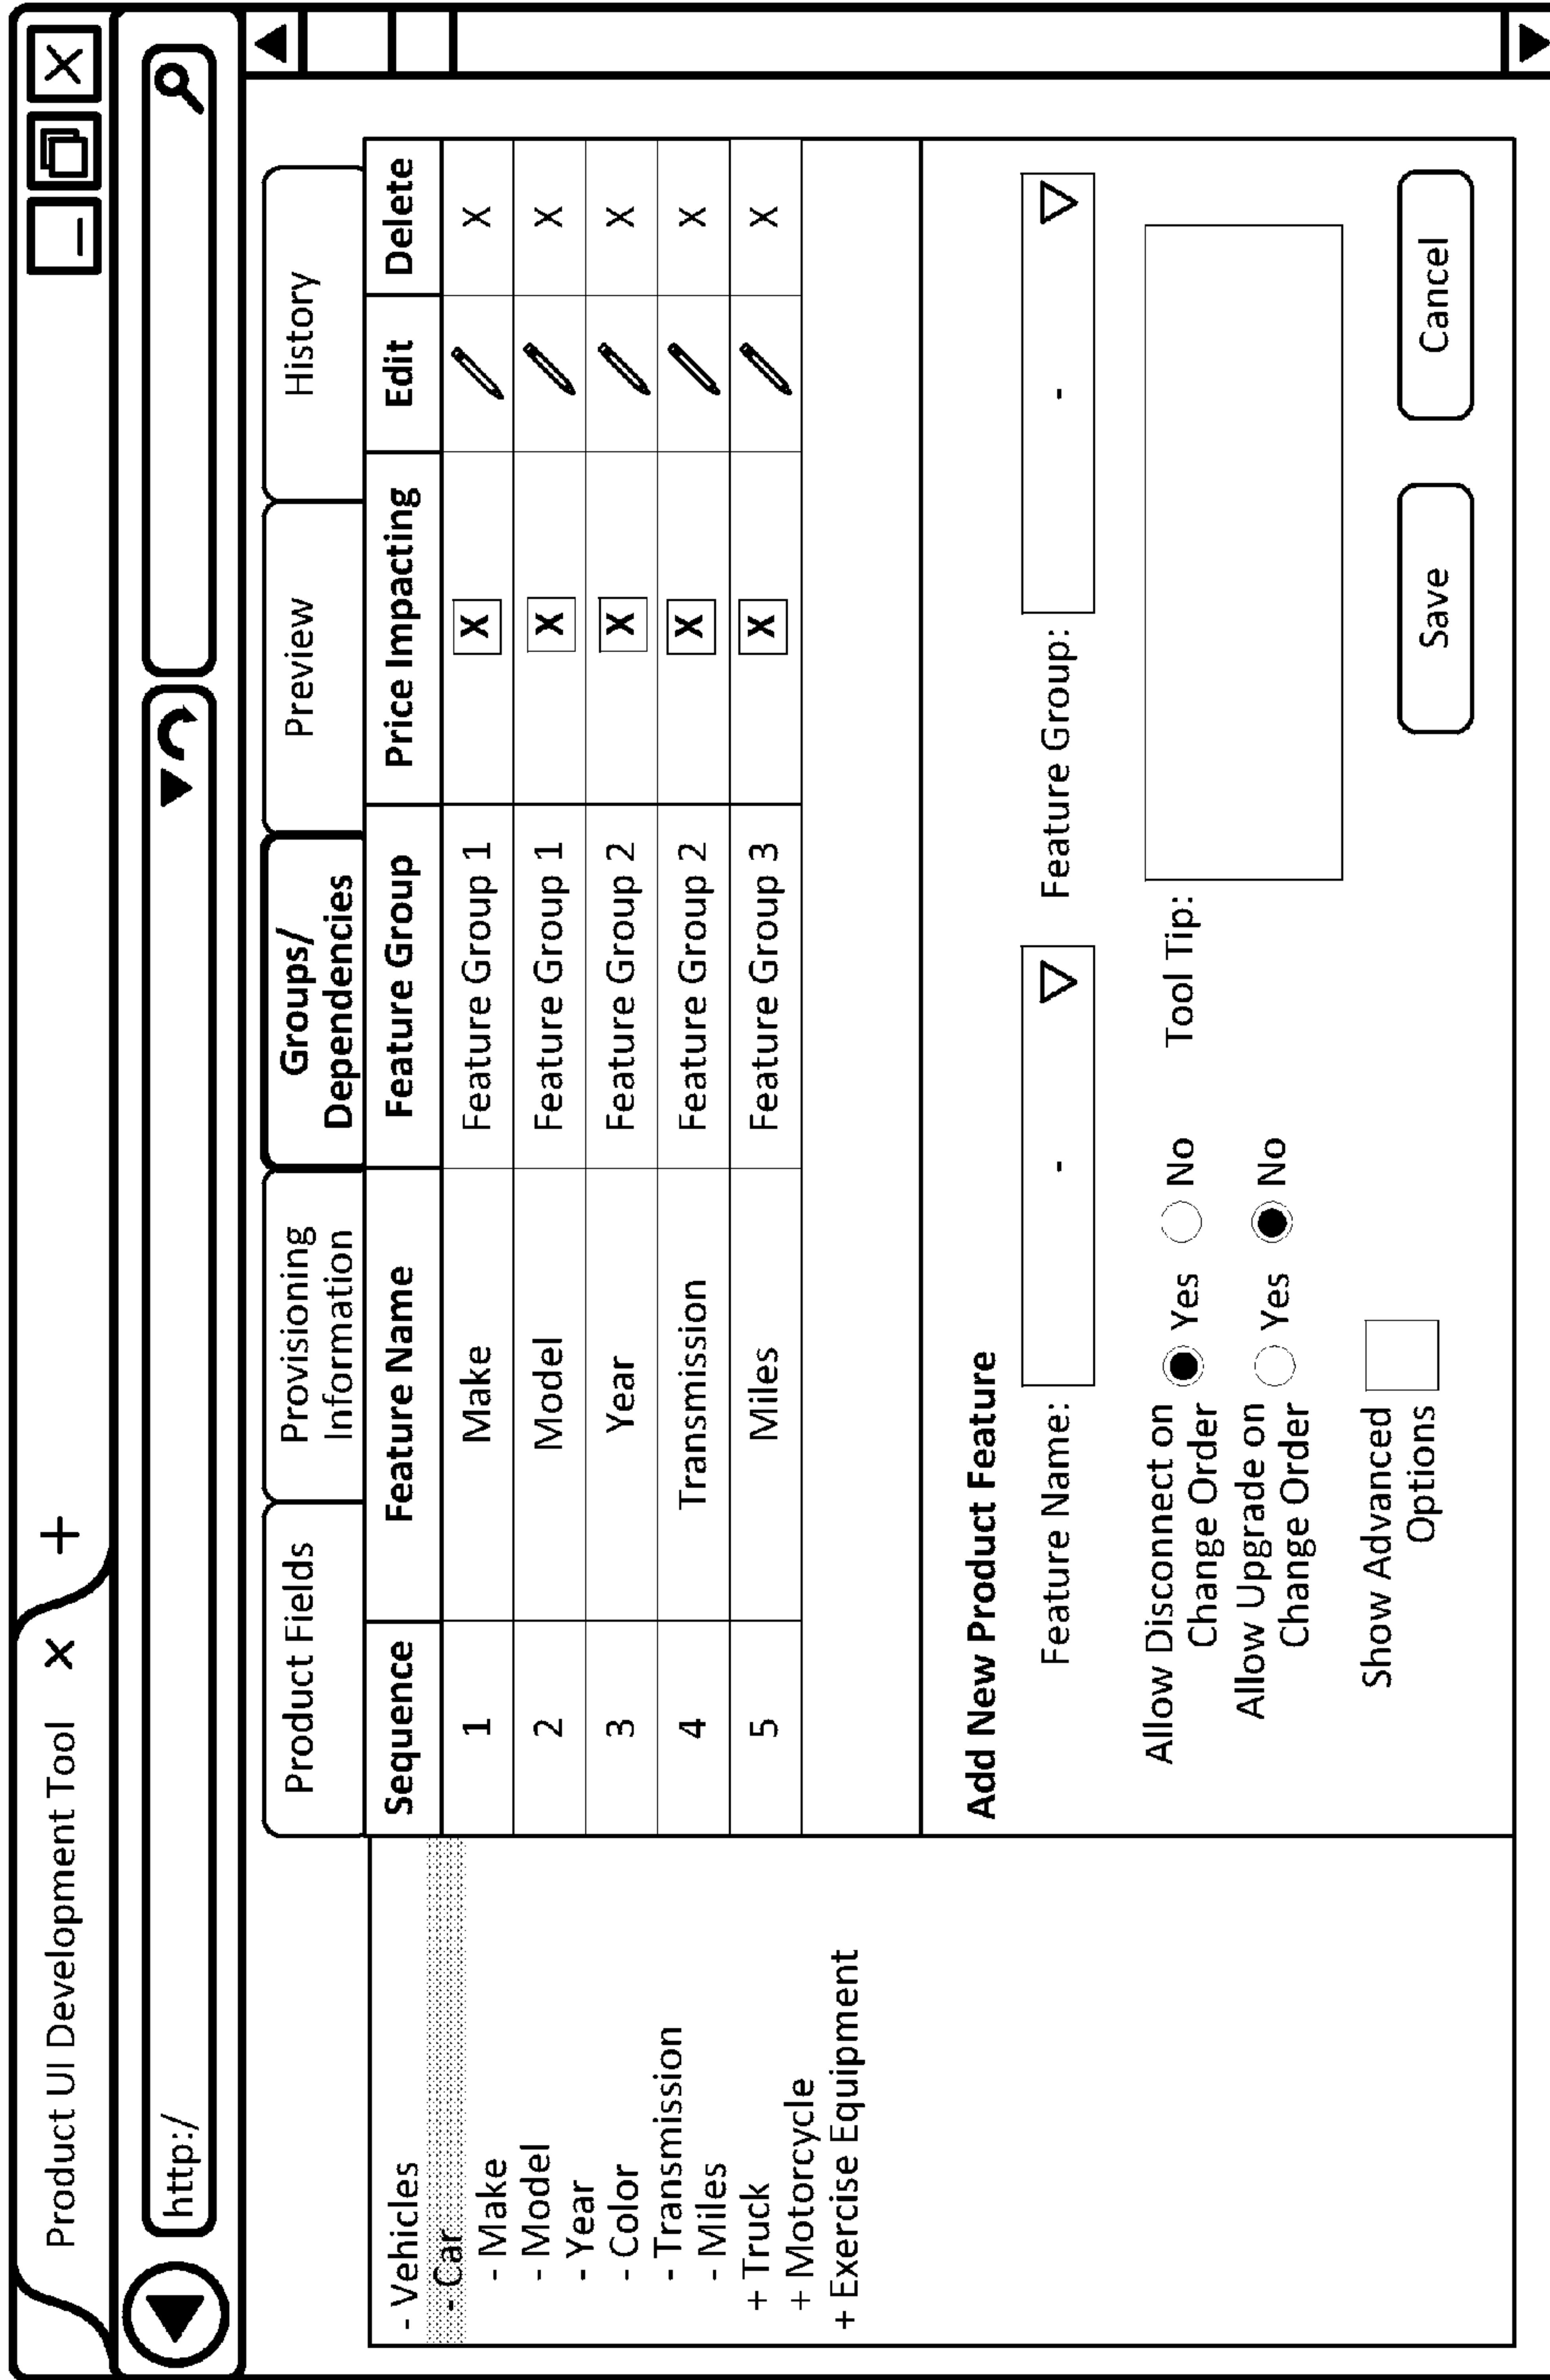 Product UI Development Tool X +
http:/
Product Fields
Provisioning
Information
Groups/
Dependencies
Preview
History
Sequence Feature Name Feature Group Price Impacting Edit Delete
1 Make Feature Group 1 X X
2 Model Feature Group 1 X X
3 Year Feature Group 2 X X
4 Transmission Feature Group 2 X X
5 Miles Feature Group 3 X X
- Vehicles
- Car
- Make
- Model
- Year
- Color
- Transmission
- Miles
+ Truck
+ Motorcycle
+ Exercise Equipment
Add New Product Feature
Feature Name: - Feature Group: -
Allow Disconnect on
Change Order
Yes No
Tool Tip:
Allow Upgrade on
Change Order
Yes No
Show Advanced
Options
Save Cancel